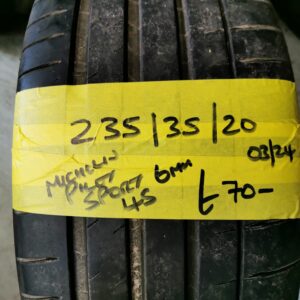 235/35/20
03/24
MICHELIN
PILOT
SPORT
4S
6mm
£70-